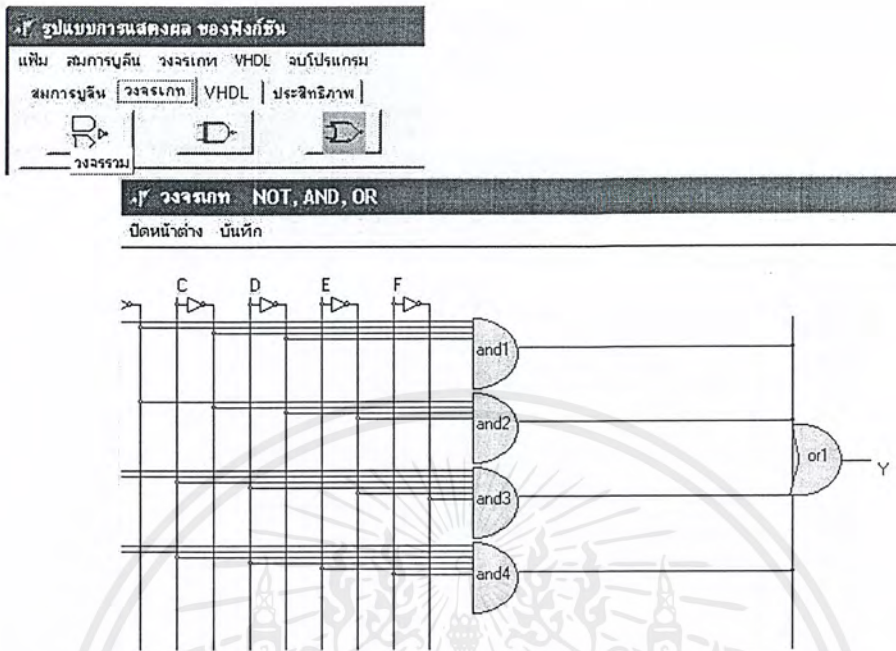 รูปแบบการแสดงผล ของฟังก์ชัน
แฟ้ม สมการบูลีน วงจรเกท VHDL จบโปรแกรม
สมการบูลีน วงจรเกท VHDL ประสิทธิภาพ
วงจรรวม
วงจรเกท NOT, AND, OR
ปิดหน้าต่าง บันทึก
C D E F
and1
and2
or1
Y
and3
and4